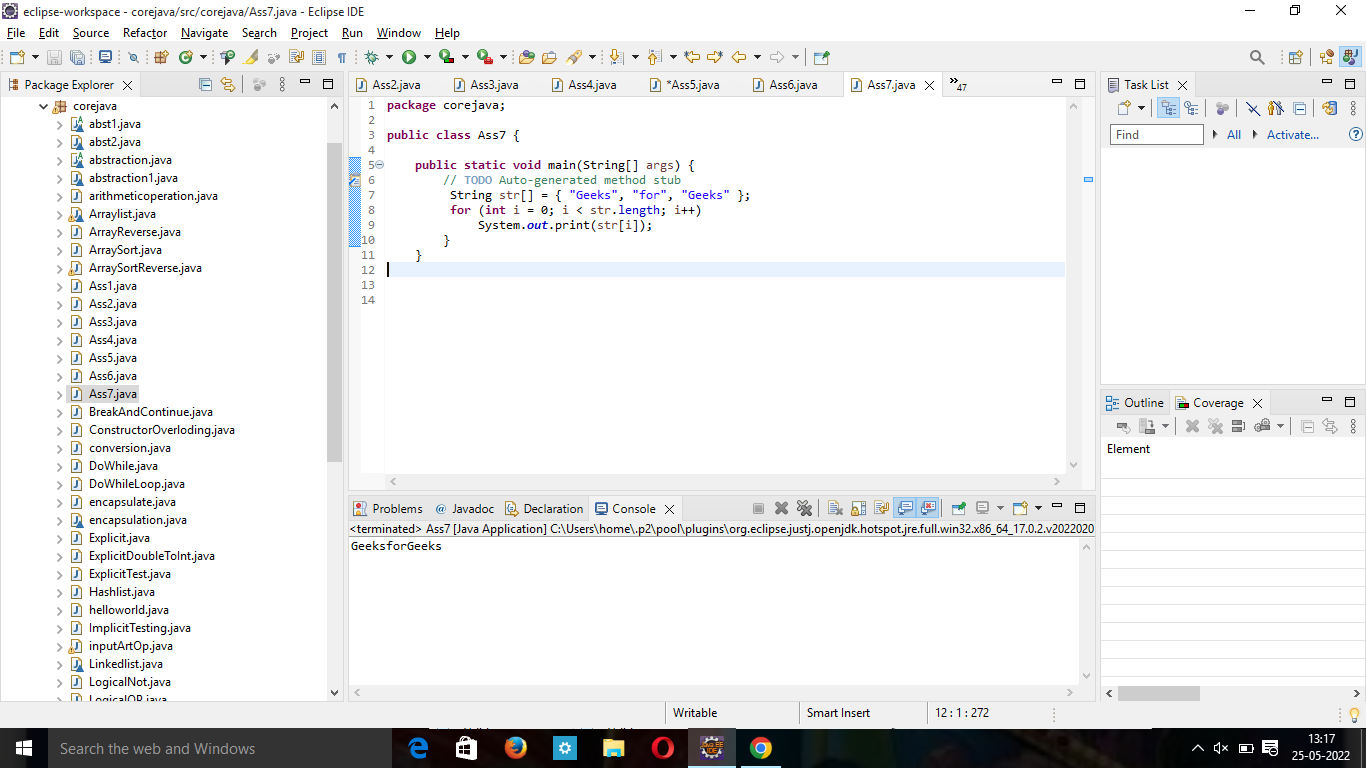 eclipse-workspace - corejava/src/corejava/Ass7.java - Eclipse IDE
File Edit Source Refactor Navigate Search Project Run Window Help
Package Explorer
corejava
abst1.java
abst2.java
abstraction.java
abstraction1.java
arithmeticoperation.java
Arraylist.java
ArrayReverse.java
ArraySort.java
ArraySortReverse.java
Ass1.java
Ass2.java
Ass3.java
Ass4.java
Ass5.java
Ass6.java
Ass7.java
BreakAndContinue.java
ConstructorOverloding.java
conversion.java
DoWhile.java
DoWhileLoop.java
encapsulate.java
encapsulation.java
Explicit.java
ExplicitDoubleToInt.java
ExplicitTest.java
Hashlist.java
helloworld.java
ImplicitTesting.java
inputArtOp.java
Linkedlist.java
LogicalNot.java
LogicalOR.java
Ass2.java Ass3.java Ass4.java *Ass5.java Ass6.java Ass7.java 47
1 package corejava;
2
3 public class Ass7 {
4
5 public static void main(String[] args) {
6 // TODO Auto-generated method stub
7 String str[] = { "Geeks", "for", "Geeks" };
8 for (int i = 0; i < str.length; i++)
9 System.out.print(str[i]);
10 }
11 }
12
13
14
Problems @ Javadoc Declaration Console
<terminated> Ass7 [Java Application] C:\Users\home\.p2\pool\plugins\org.eclipse.justj.openjdk.hotspot.jre.full.win32.x86_64_17.0.2.v2022020
GeeksforGeeks
Task List
Find All Activate...
Outline Coverage
Element
Writable Smart Insert 12 : 1 : 272
Search the web and Windows
13:17
25-05-2022